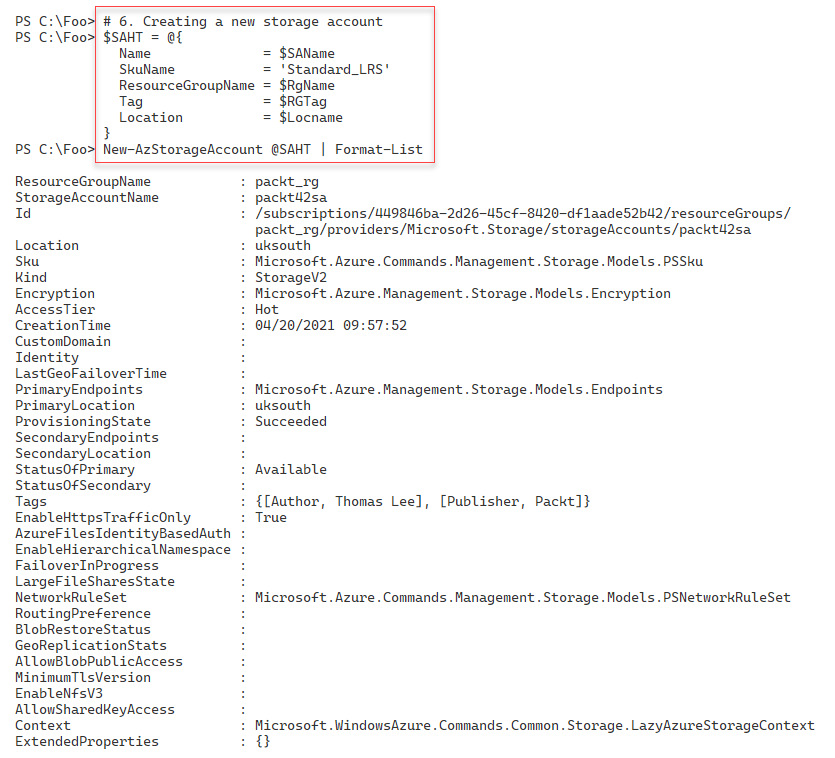 PS C:\Foo> # 6. Creating a new storage account
PS C:\Foo> $SAHT = @{
  Name              = $SAName
  SkuName           = 'Standard_LRS'
  ResourceGroupName = $RgName
  Tag               = $RGTag
  Location          = $Locname
}
PS C:\Foo> New-AzStorageAccount @SAHT | Format-List
ResourceGroupName           : packt_rg
StorageAccountName          : packt42sa
Id                          : /subscriptions/449846ba-2d26-45cf-8420-df1aade52b42/resourceGroups/
                              packt_rg/providers/Microsoft.Storage/storageAccounts/packt42sa
Location                    : uksouth
Sku                         : Microsoft.Azure.Commands.Management.Storage.Models.PSSku
Kind                        : StorageV2
Encryption                  : Microsoft.Azure.Management.Storage.Models.Encryption
AccessTier                  : Hot
CreationTime                : 04/20/2021 09:57:52
CustomDomain                :
Identity                    :
LastGeoFailoverTime         :
PrimaryEndpoints            : Microsoft.Azure.Management.Storage.Models.Endpoints
PrimaryLocation             : uksouth
ProvisioningState           : Succeeded
SecondaryEndpoints          :
SecondaryLocation           :
StatusOfPrimary             : Available
StatusOfSecondary           :
Tags                        : {[Author, Thomas Lee], [Publisher, Packt]}
EnableHttpsTrafficOnly      : True
AzureFilesIdentityBasedAuth :
EnableHierarchicalNamespace :
FailoverInProgress          :
LargeFileSharesState        :
NetworkRuleSet              : Microsoft.Azure.Commands.Management.Storage.Models.PSNetworkRuleSet
RoutingPreference           :
BlobRestoreStatus           :
GeoReplicationStats         :
AllowBlobPublicAccess       :
MinimumTlsVersion           :
EnableNfsV3                 :
AllowSharedKeyAccess        :
Context                     : Microsoft.WindowsAzure.Commands.Common.Storage.LazyAzureStorageContext
ExtendedProperties          : {}